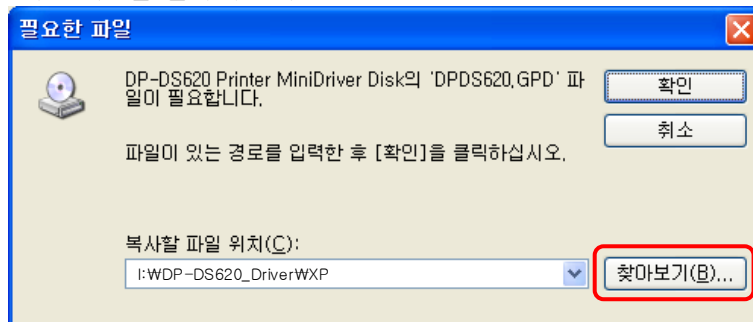 필요한 파일
DP-DS620 Printer MiniDriver Disk의 'DPDS620.GPD' 파
일이 필요합니다.
파일이 있는 경로를 입력한 후 [확인]을 클릭하십시오.
확인
취소
복사할 파일 위치(C):
I:₩DP-DS620_Driver₩XP
찾아보기(B)...